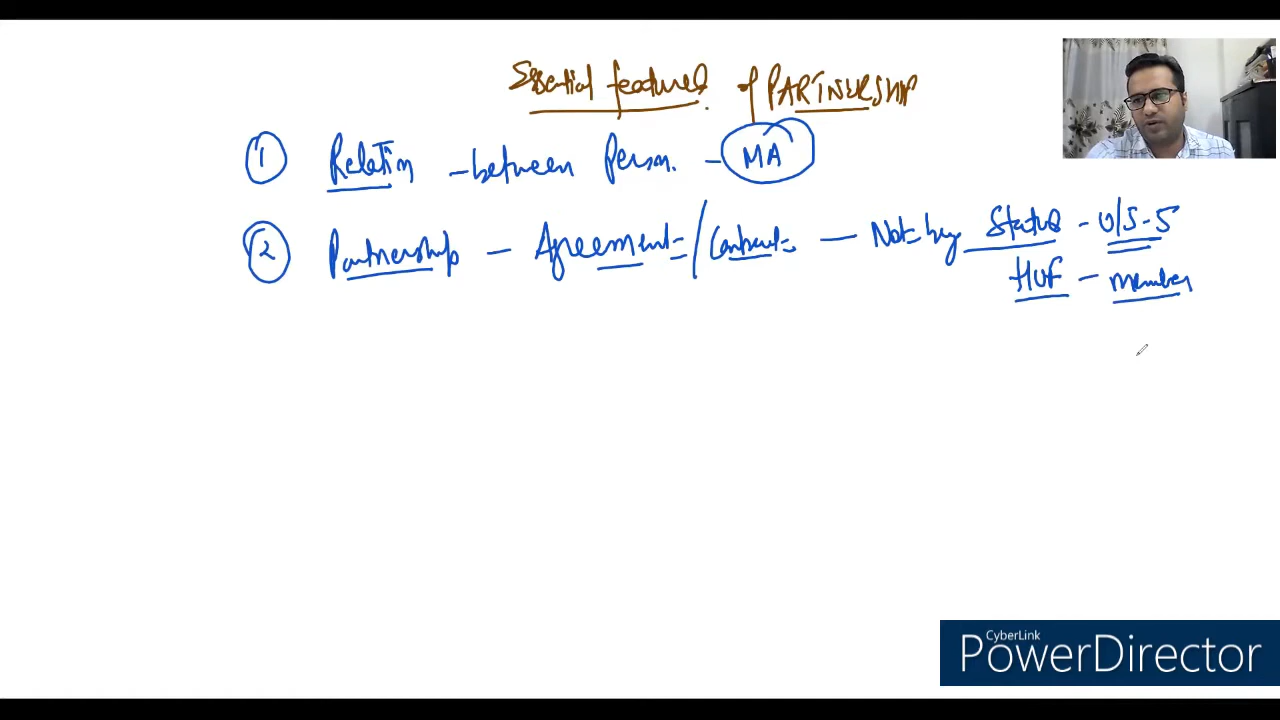 Essential features of PARTNERSHIP
1 Relation - between Person. - MA
2 Partnership - Agreement / Contract - Not by Status - U/S-5
HUF - member
CyberLink
PowerDirector